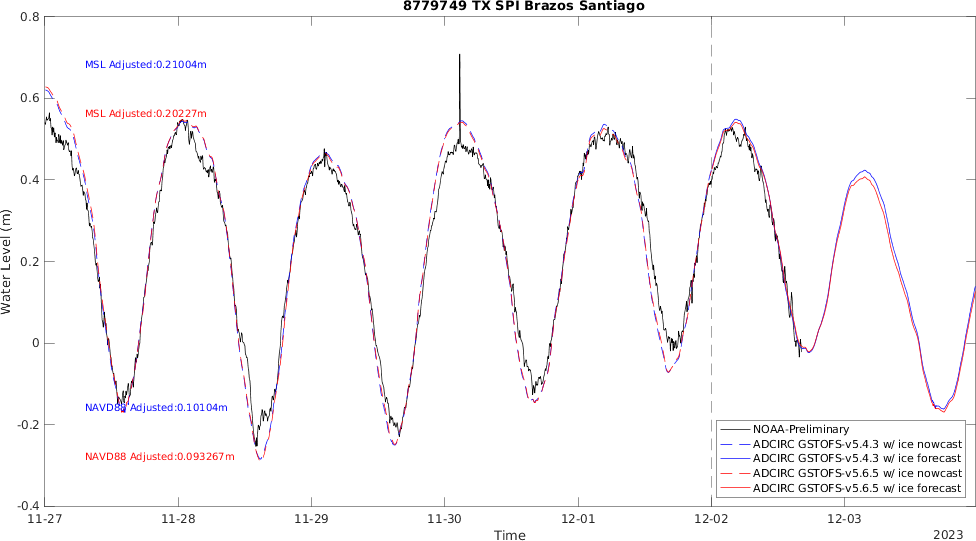 8779749 TX SPI Brazos Santiago
0.8
0.6
0.4
0.2
0
-0.2
-0.4
Water Level (m)
MSL Adjusted:0.21004m
MSL Adjusted:0.20227m
NAVD88 Adjusted:0.10104m
NAVD88 Adjusted:0.093267m
NOAA-Preliminary
ADCIRC GSTOFS-v5.4.3 w/ ice nowcast
ADCIRC GSTOFS-v5.4.3 w/ ice forecast
ADCIRC GSTOFS-v5.6.5 w/ ice nowcast
ADCIRC GSTOFS-v5.6.5 w/ ice forecast
11-27 11-28 11-29 11-30 12-01 12-02 12-03
Time
2023